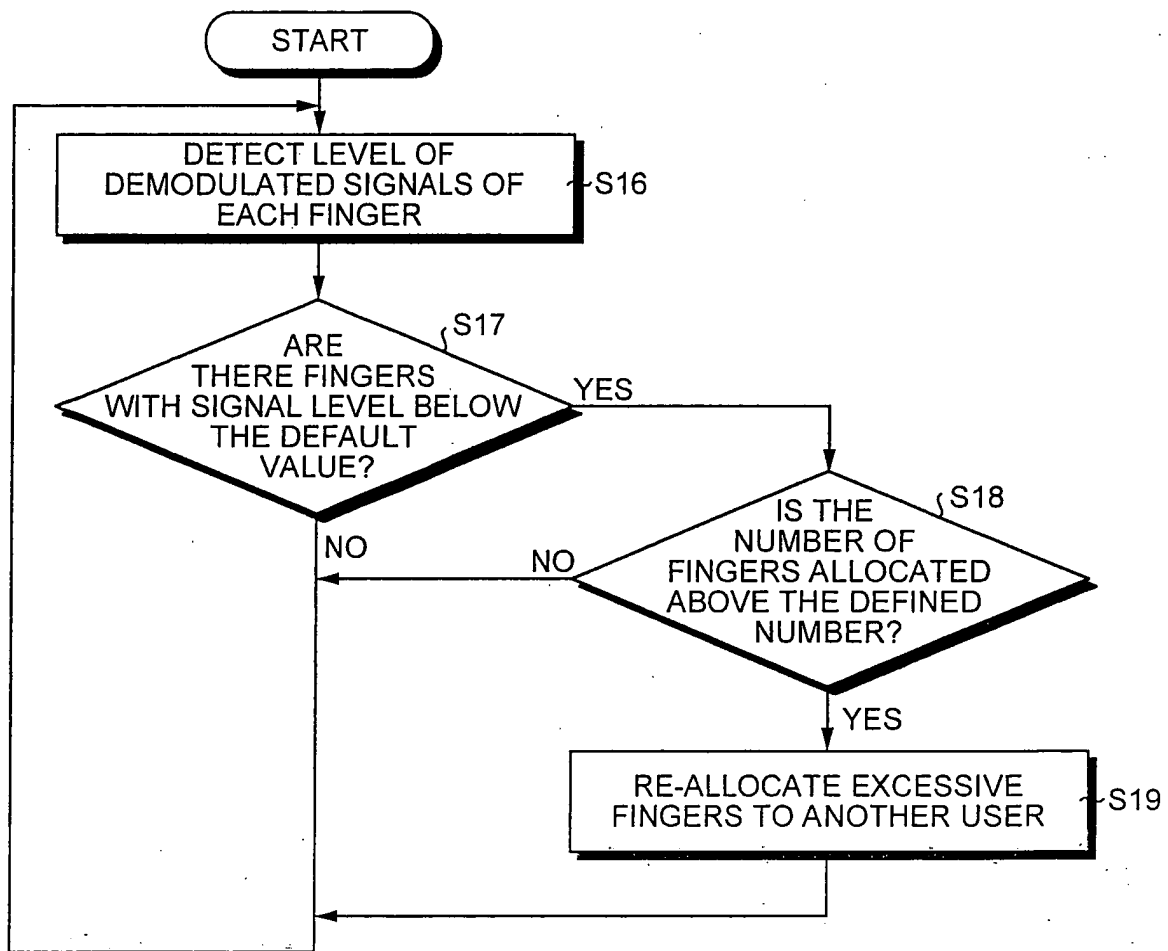 START
DETECT LEVEL OF
DEMODULATED SIGNALS OF
EACH FINGER
S16
S17
ARE
THERE FINGERS
WITH SIGNAL LEVEL BELOW
THE DEFAULT
VALUE?
YES
NO
S18
IS THE
NUMBER OF
FINGERS ALLOCATED
ABOVE THE DEFINED
NUMBER?
NO
YES
RE-ALLOCATE EXCESSIVE
FINGERS TO ANOTHER USER
S19